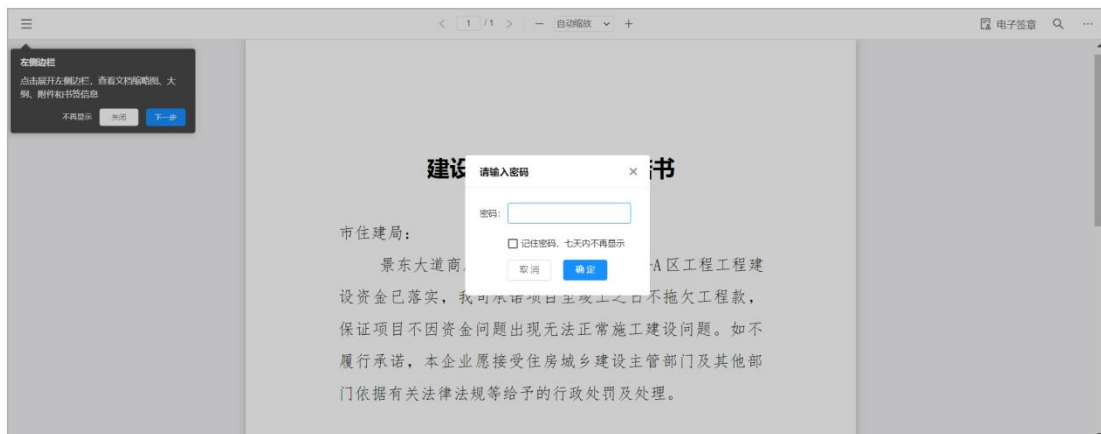 1 / 1
自动缩放
电子签章
左侧边栏
点击展开左侧边栏，查看文档缩略图、大
纲、附件和书签信息
不再显示 关闭 下一步
建设
书
请输入密码
密码：
记住密码，七天内不再显示
取消 确定
市住建局：
景东大道商
A区工程工程建
设资金已落实，我司承诺项目至竣工之日不拖欠工程款，
保证项目不因资金问题出现无法正常施工建设问题。如不
履行承诺，本企业愿接受住房城乡建设主管部门及其他部
门依据有关法律法规等给予的行政处罚及处理。